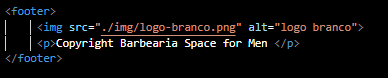 <footer>
<img src="./img/logo-branco.png" alt="logo branco">
<p>Copyright Barbearia Space for Men </p>
</footer>